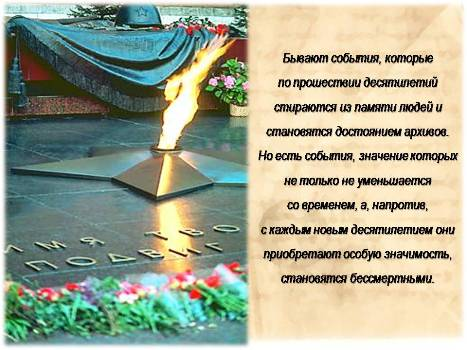 ИМЯ ТВО
ПОДВИГ
Бывают события, которые
по прошествии десятилетий
стираются из памяти людей и
становятся достоянием архивов.
Но есть события, значение которых
не только не уменьшается
со временем, а, напротив,
с каждым новым десятилетием они
приобретают особую значимость,
становятся бессмертными.